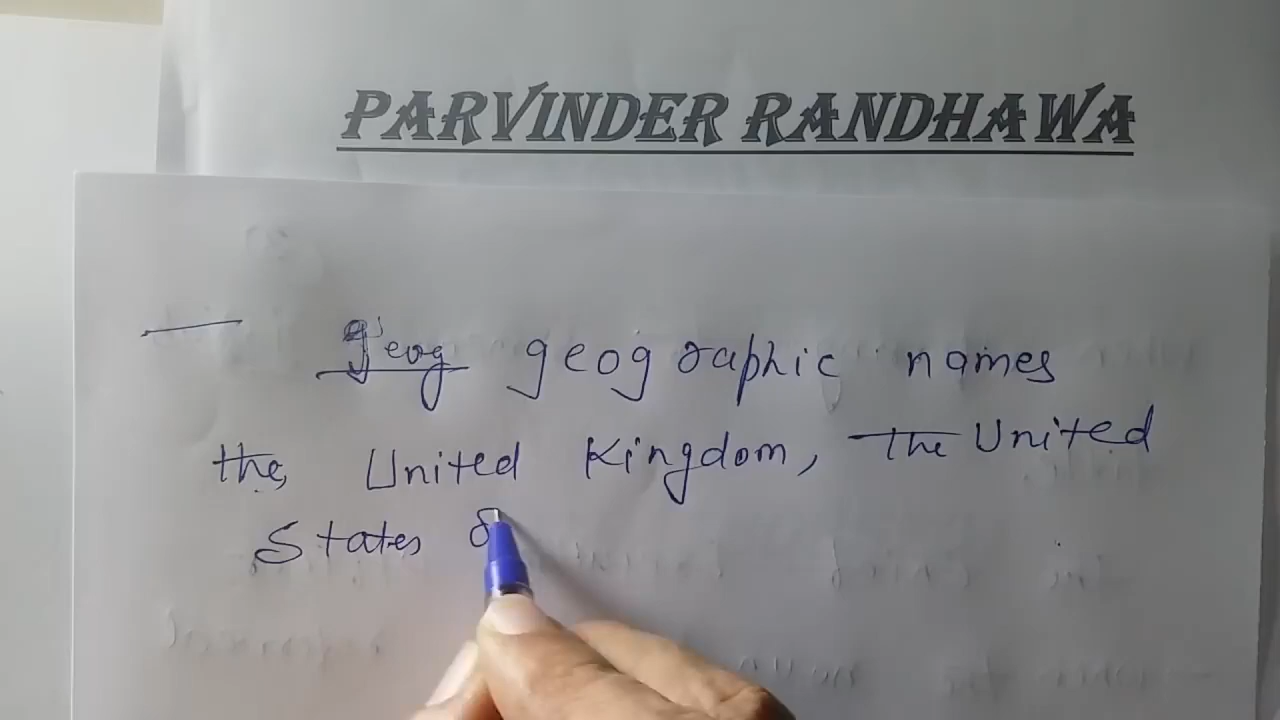 PARVINDER RANDHAWA
geog geographic names
the, United Kingdom, the United
States